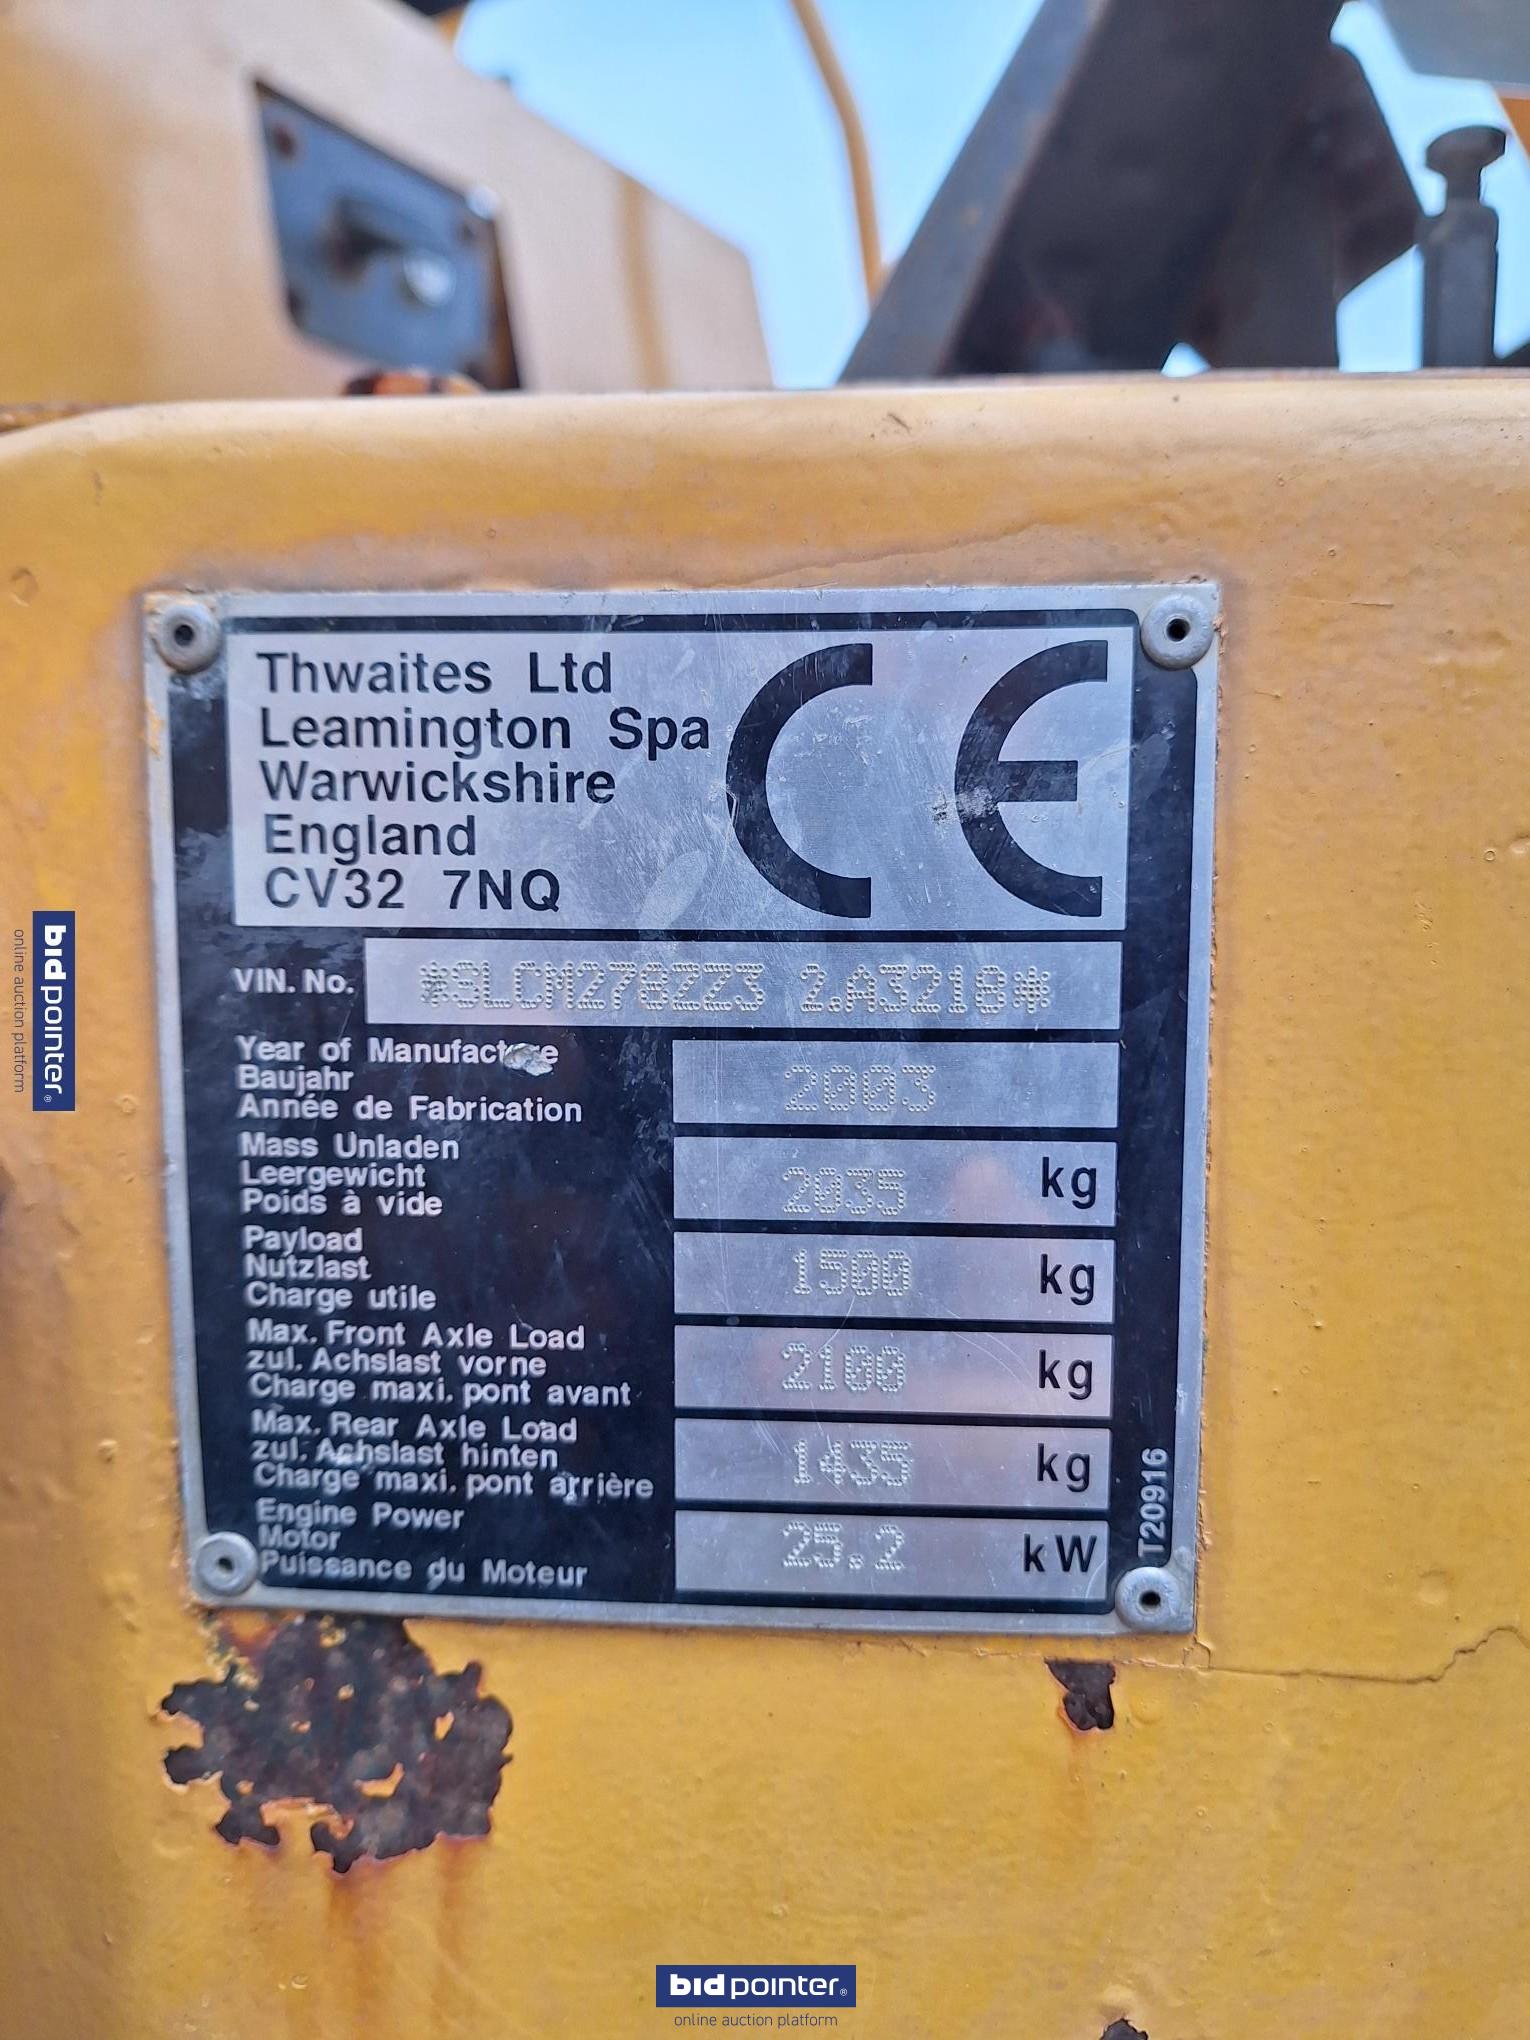 Thwaites Ltd
Leamington Spa
Warwickshire
England
CV32 7NQ
CE
VIN. No. *SLCM278ZZ3 2.A3218*
Year of Manufacture
Baujahr
Année de Fabrication
2003
Mass Unladen
Leergewicht
Poids à vide
2035 kg
Payload
Nutzlast
Charge utile
1500 kg
Max. Front Axle Load
zul. Achslast vorne
Charge maxi. pont avant
2100 kg
Max. Rear Axle Load
zul. Achslast hinten
Charge maxi. pont arrière
1435 kg
Engine Power
Motor
Puissance du Moteur
25.2 kW
T20916
bidpointer®
online auction platform
bidpointer®
online auction platform